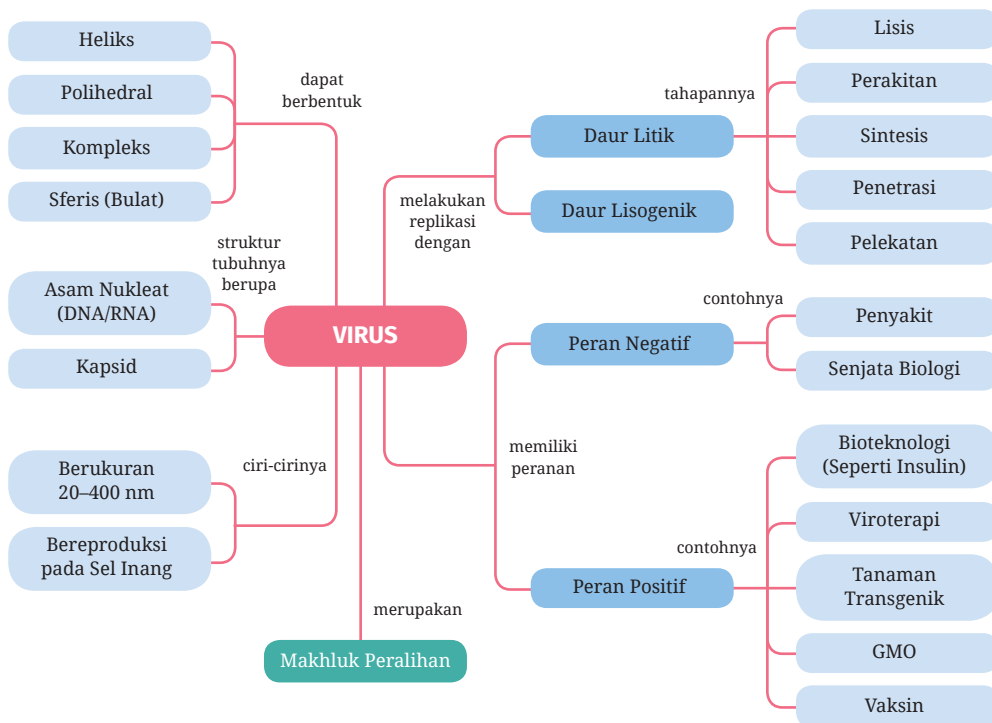 Heliks
Polihedral
Kompleks
Sferis (Bulat)
dapat
berbentuk
struktur
tubuhnya
berupa
Asam Nukleat
(DNA/RNA)
Kapsid
VIRUS
ciri-cirinya
Berukuran
20–400 nm
Bereproduksi
pada Sel Inang
merupakan
Makhluk Peralihan
melakukan
replikasi
dengan
Daur Litik
Daur Lisogenik
tahapannya
Lisis
Perakitan
Sintesis
Penetrasi
Pelekatan
memiliki
peranan
Peran Negatif
contohnya
Penyakit
Senjata Biologi
Peran Positif
contohnya
Bioteknologi
(Seperti Insulin)
Viroterapi
Tanaman
Transgenik
GMO
Vaksin